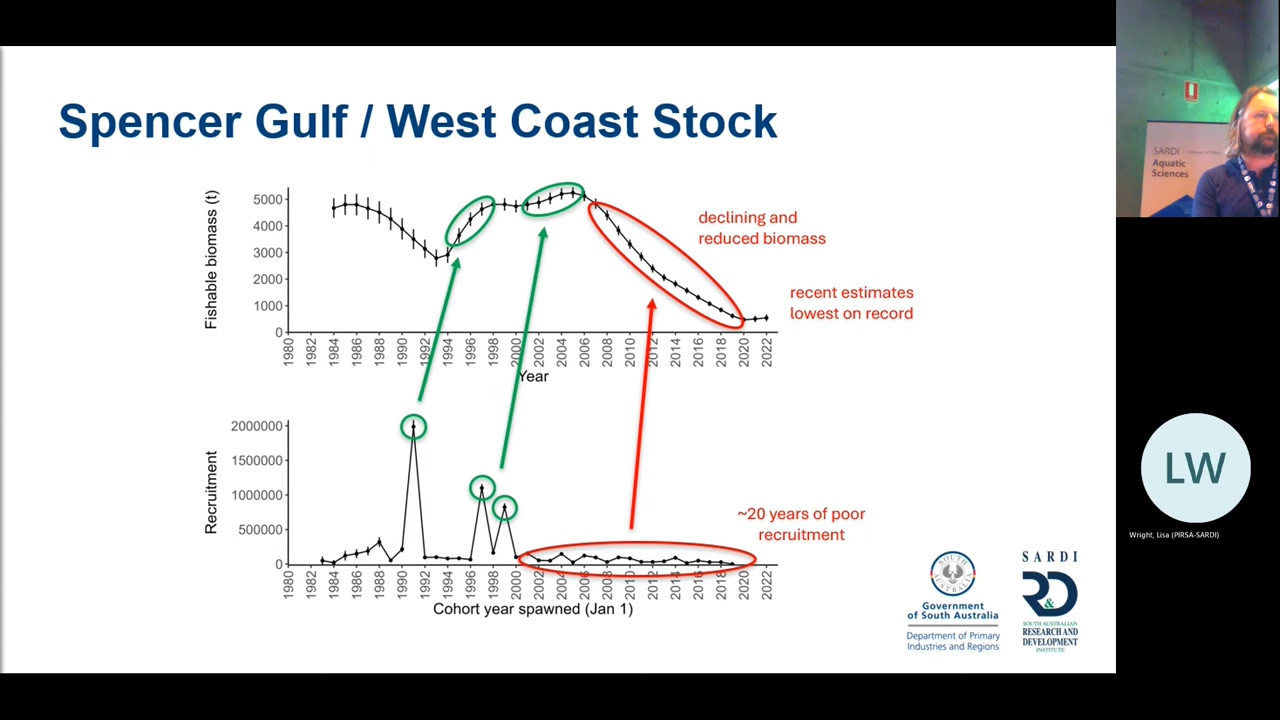 Spencer Gulf / West Coast Stock
Fishable biomass (t)
5000
4000
3000
2000
1000
0
1980 1982 1984 1986 1988 1990 1992 1994 1996 1998 2000 2002 2004 2006 2008 2010 2012 2014 2016 2018 2020 2022
Year
declining and
reduced biomass
recent estimates
lowest on record
Recruitment
2000000
1500000
1000000
500000
0
1980 1982 1984 1986 1988 1990 1992 1994 1996 1998 2000 2002 2004 2006 2008 2010 2012 2014 2016 2018 2020 2022
Cohort year spawned (Jan 1)
~20 years of poor
recruitment
SOUTH AUSTRALIA
Government
of South Australia
Department of Primary
Industries and Regions
SARDI
R&D
SOUTH AUSTRALIAN
RESEARCH AND
DEVELOPMENT
INSTITUTE
SARDI
Aquatic
Sciences
LW
Wright, Lisa (PIRSA-SARDI)